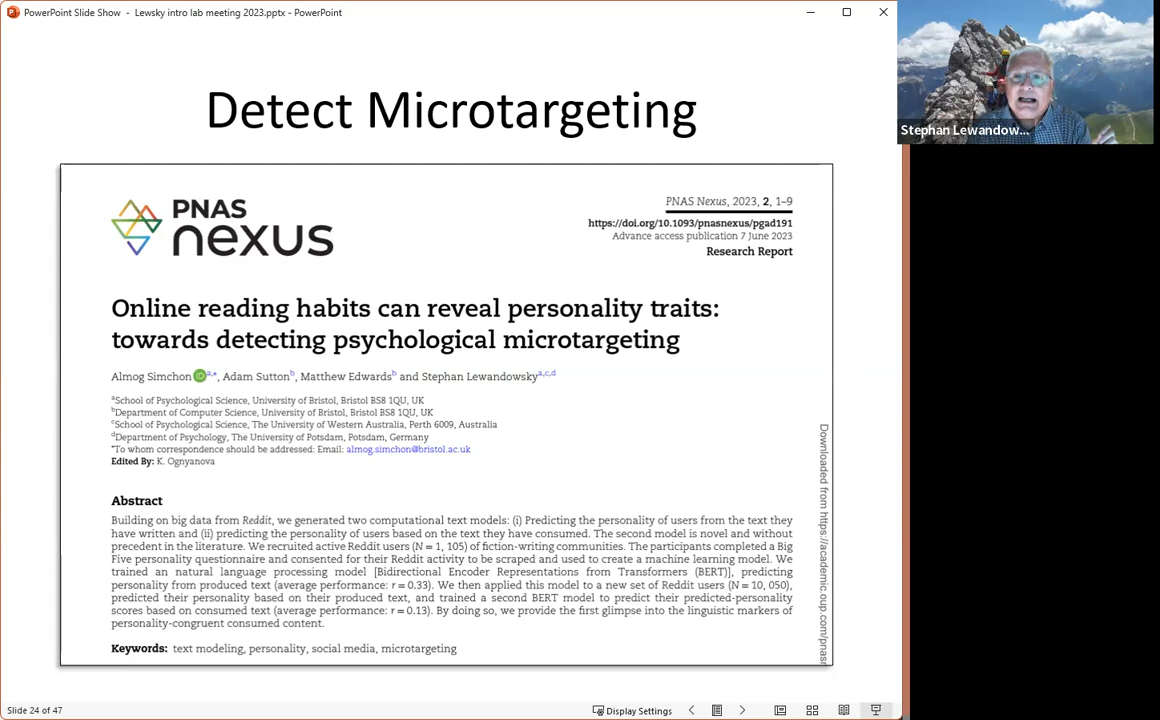 PowerPoint Slide Show  -  Lewsky intro lab meeting 2023.pptx - PowerPoint
Stephan Lewandow...
Detect Microtargeting
PNAS
nexus
PNAS Nexus, 2023, 2, 1–9
https://doi.org/10.1093/pnasnexus/pgad191
Advance access publication 7 June 2023
Research Report
Online reading habits can reveal personality traits:
towards detecting psychological microtargeting
Almog Simchon iD a,*, Adam Sutton b, Matthew Edwards b and Stephan Lewandowsky a,c,d
a School of Psychological Science, University of Bristol, Bristol BS8 1QU, UK
b Department of Computer Science, University of Bristol, Bristol BS8 1QU, UK
c School of Psychological Science, The University of Western Australia, Perth 6009, Australia
d Department of Psychology, The University of Potsdam, Potsdam, Germany
*To whom correspondence should be addressed: Email: almog.simchon@bristol.ac.uk
Edited By: K. Ognyanova
Abstract
Building on big data from Reddit, we generated two computational text models: (i) Predicting the personality of users from the text they
have written and (ii) predicting the personality of users based on the text they have consumed. The second model is novel and without
precedent in the literature. We recruited active Reddit users (N = 1, 105) of fiction-writing communities. The participants completed a Big
Five personality questionnaire and consented for their Reddit activity to be scraped and used to create a machine learning model. We
trained an natural language processing model [Bidirectional Encoder Representations from Transformers (BERT)], predicting
personality from produced text (average performance: r = 0.33). We then applied this model to a new set of Reddit users (N = 10, 050),
predicted their personality based on their produced text, and trained a second BERT model to predict their predicted-personality
scores based on consumed text (average performance: r = 0.13). By doing so, we provide the first glimpse into the linguistic markers of
personality-congruent consumed content.
Keywords: text modeling, personality, social media, microtargeting
Downloaded from https://academic.oup.com/pnasn
Slide 24 of 47
Display Settings